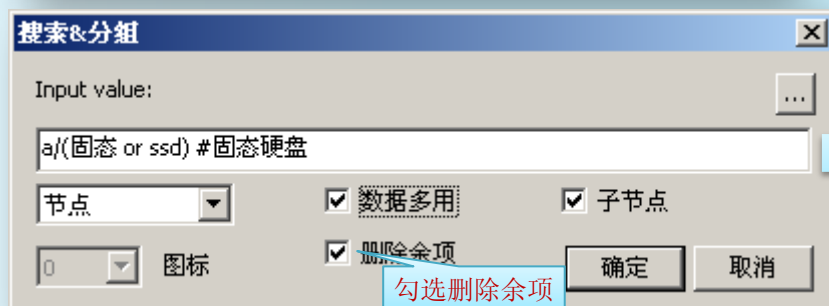 搜索&分组
Input value:
...
a/(固态 or ssd) #固态硬盘
节点
数据多用
子节点
0
图标
删除余项
确定
取消
勾选删除余项